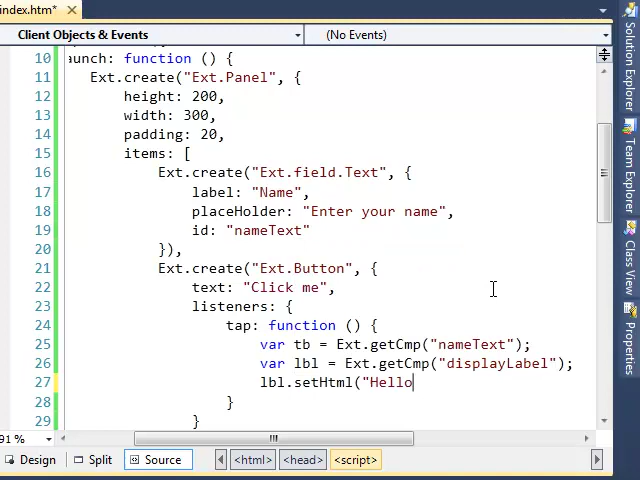 index.htm*
Client Objects & Events
(No Events)
10 aunch: function () {
11 Ext.create("Ext.Panel", {
12 height: 200,
13 width: 300,
14 padding: 20,
15 items: [
16 Ext.create("Ext.field.Text", {
17 label: "Name",
18 placeHolder: "Enter your name",
19 id: "nameText"
20 }),
21 Ext.create("Ext.Button", {
22 text: "Click me",
23 listeners: {
24 tap: function () {
25 var tb = Ext.getCmp("nameText");
26 var lbl = Ext.getCmp("displayLabel");
27 lbl.setHtml("Hello
28 }
29 }
91 %
Design Split Source <html> <head> <script>
Solution Explorer
Team Explorer
Class View
Properties